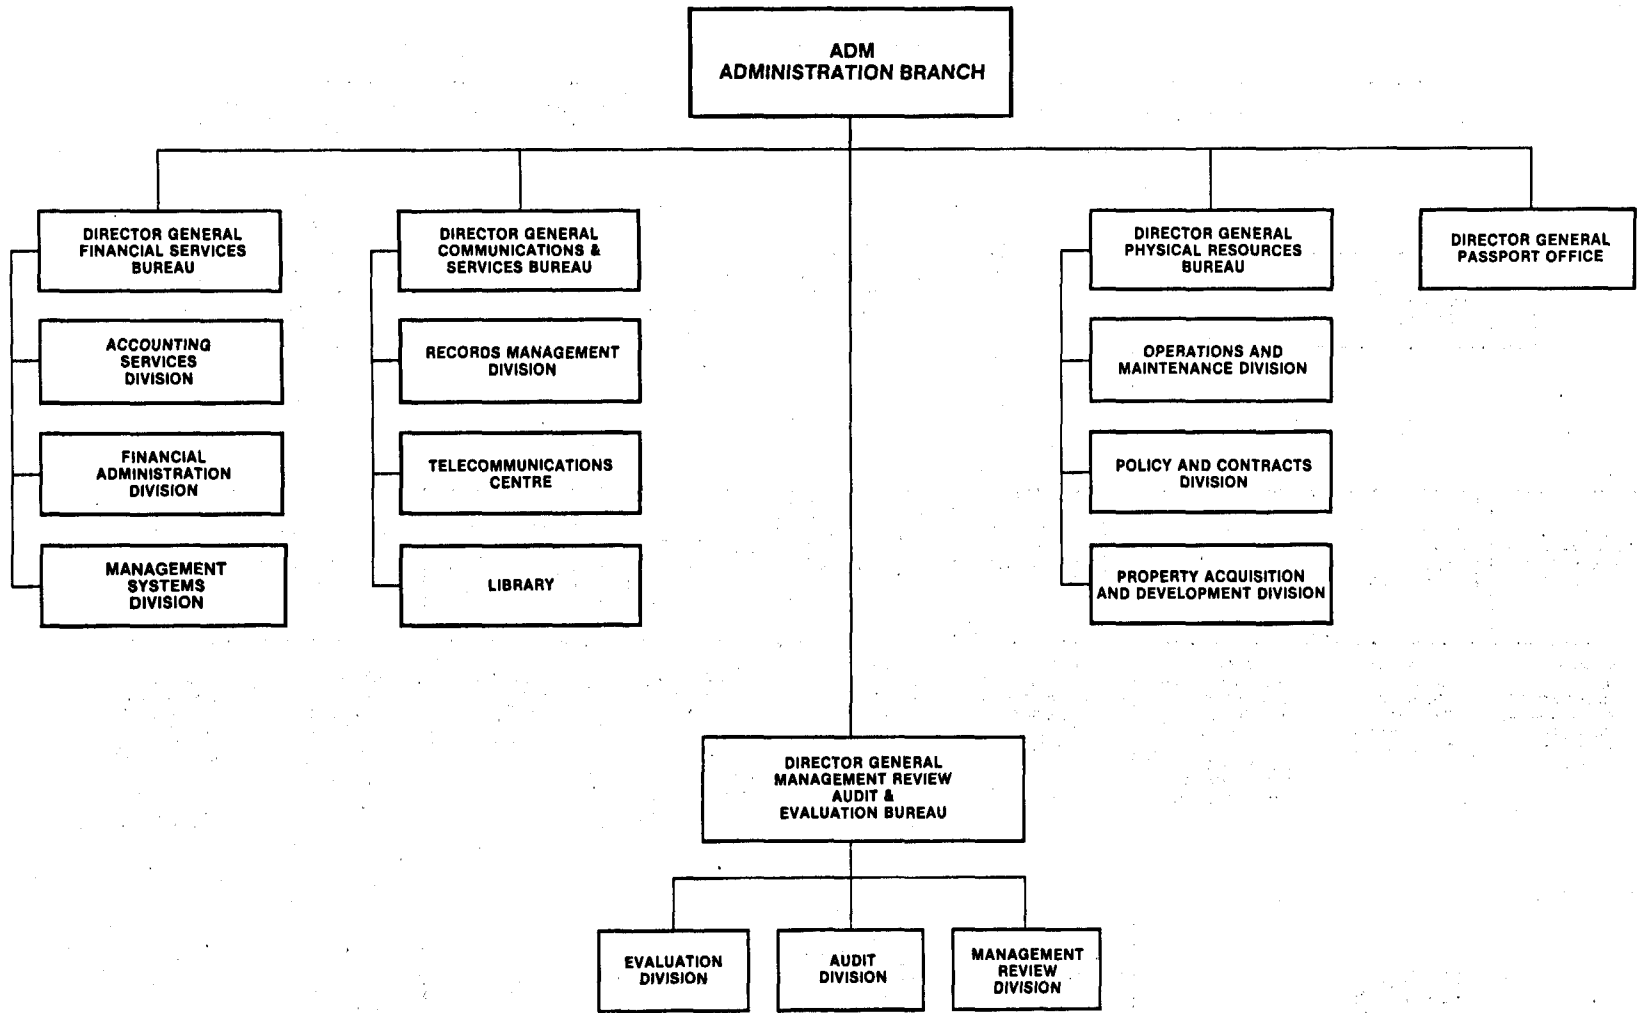 ADM
ADMINISTRATION BRANCH
DIRECTOR GENERAL
FINANCIAL SERVICES
BUREAU
ACCOUNTING
SERVICES
DIVISION
FINANCIAL
ADMINISTRATION
DIVISION
MANAGEMENT
SYSTEMS
DIVISION
DIRECTOR GENERAL
COMMUNICATIONS &
SERVICES BUREAU
RECORDS MANAGEMENT
DIVISION
TELECOMMUNICATIONS
CENTRE
LIBRARY
DIRECTOR GENERAL
PHYSICAL RESOURCES
BUREAU
OPERATIONS AND
MAINTENANCE DIVISION
POLICY AND CONTRACTS
DIVISION
PROPERTY ACQUISITION
AND DEVELOPMENT DIVISION
DIRECTOR GENERAL
PASSPORT OFFICE
DIRECTOR GENERAL
MANAGEMENT REVIEW
AUDIT &
EVALUATION BUREAU
EVALUATION
DIVISION
AUDIT
DIVISION
MANAGEMENT
REVIEW
DIVISION